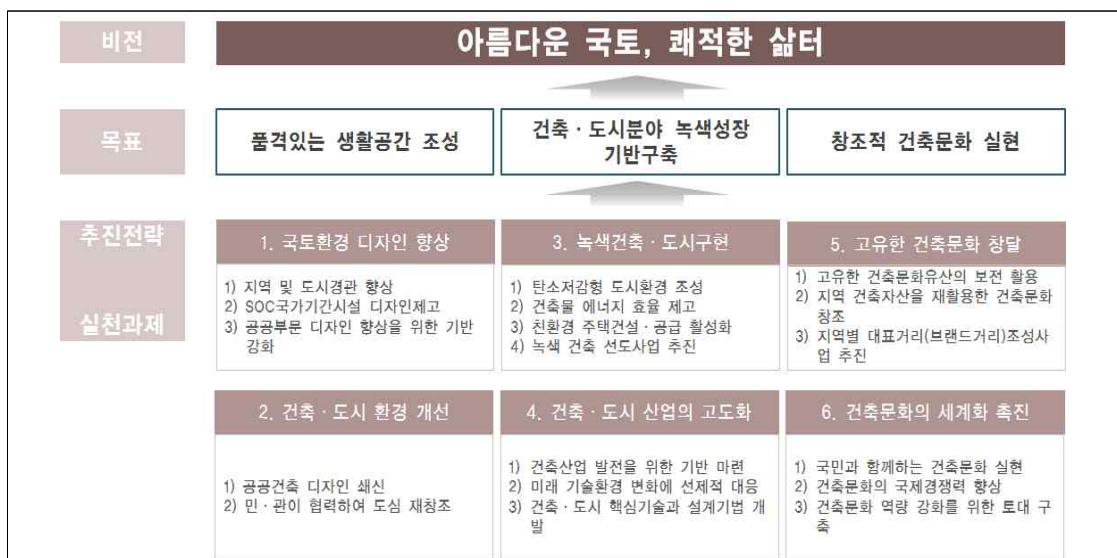 비전
아름다운 국토, 쾌적한 삶터
목표
품격있는 생활공간 조성
건축·도시분야 녹색성장
기반구축
창조적 건축문화 실현
추진전략
실천과제
1. 국토환경 디자인 향상
1) 지역 및 도시경관 향상
2) SOC국가기간시설 디자인제고
3) 공공부문 디자인 향상을 위한 기반
강화
3. 녹색건축·도시구현
1) 탄소저감형 도시환경 조성
2) 건축물 에너지 효율 제고
3) 친환경 주택건설·공급 활성화
4) 녹색 건축 선도사업 추진
5. 고유한 건축문화 창달
1) 고유한 건축문화유산의 보전 활용
2) 지역 건축자산을 재활용한 건축문화
창조
3) 지역별 대표거리(브랜드거리)조성사
업 추진
2. 건축·도시 환경 개선
1) 공공건축 디자인 쇄신
2) 민·관이 협력하여 도심 재창조
4. 건축·도시 산업의 고도화
1) 건축산업 발전을 위한 기반 마련
2) 미래 기술환경 변화에 선제적 대응
3) 건축·도시 핵심기술과 설계기법 개
발
6. 건축문화의 세계화 촉진
1) 국민과 함께하는 건축문화 실현
2) 건축문화의 국제경쟁력 향상
3) 건축문화 역량 강화를 위한 토대 구
축